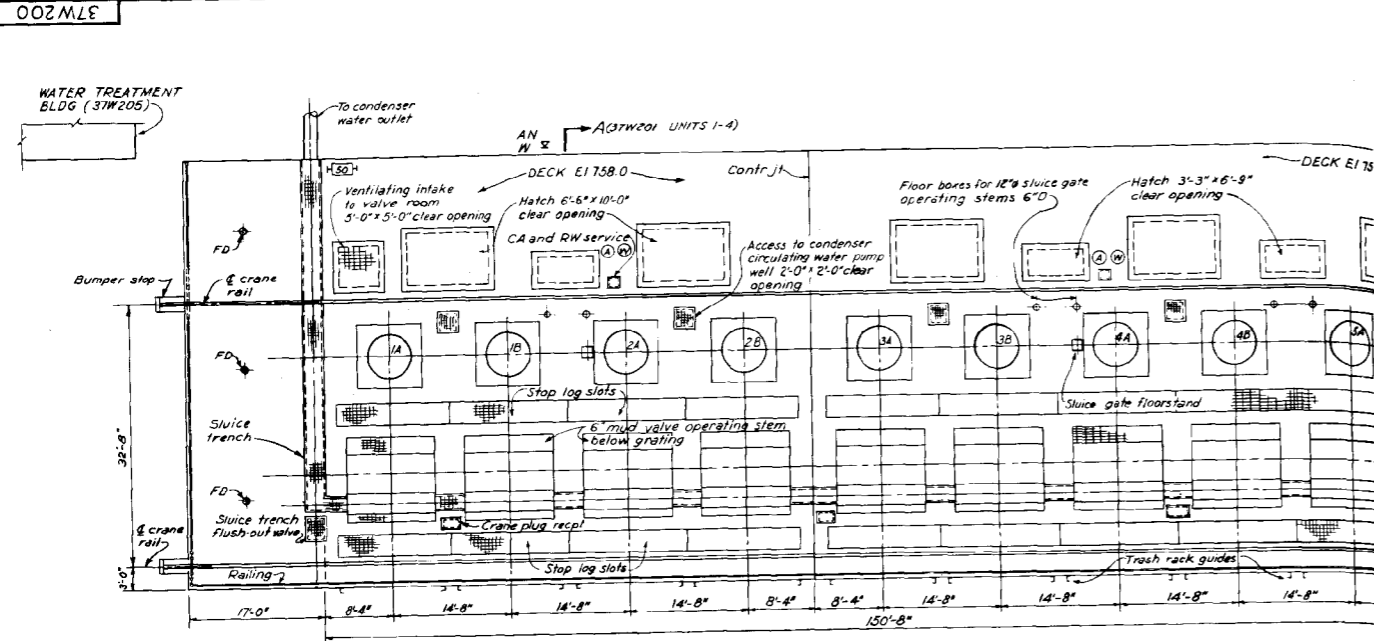 37W200
WATER TREATMENT
BLDG (37W205)
To condenser
water outlet
AN
W
A(37W201 UNITS 1-4)
50
DECK El 758.0
Contr jt
DECK El 75
Ventilating intake
to valve room
5'-0" x 5'-0" clear opening
Hatch 6'-6" x 10'-0"
clear opening
Floor boxes for 12"ø sluice gate
operating stems 6"D
Hatch 3'-3" x 6'-9"
clear opening
CA and RW service
A W
A W
Access to condenser
circulating water pump
well 2'-0" x 2'-0" clear
opening
FD
Bumper stop
℄ crane
rail
1A
1B
2A
2B
3A
3B
4A
4B
5A
FD
Stop log slots
Sluice gate floorstand
6" mud valve operating stem
below grating
Sluice
trench
32'-8"
FD
Sluice trench
flush-out valve
Crane plug recpt
℄ crane
rail
Stop log slots
Trash rack guides
Railing
3'-0"
17'-0"
8'-4"
14'-8"
14'-8"
14'-8"
8'-4"
8'-4"
14'-8"
14'-8"
14'-8"
14'-8"
150'-8"